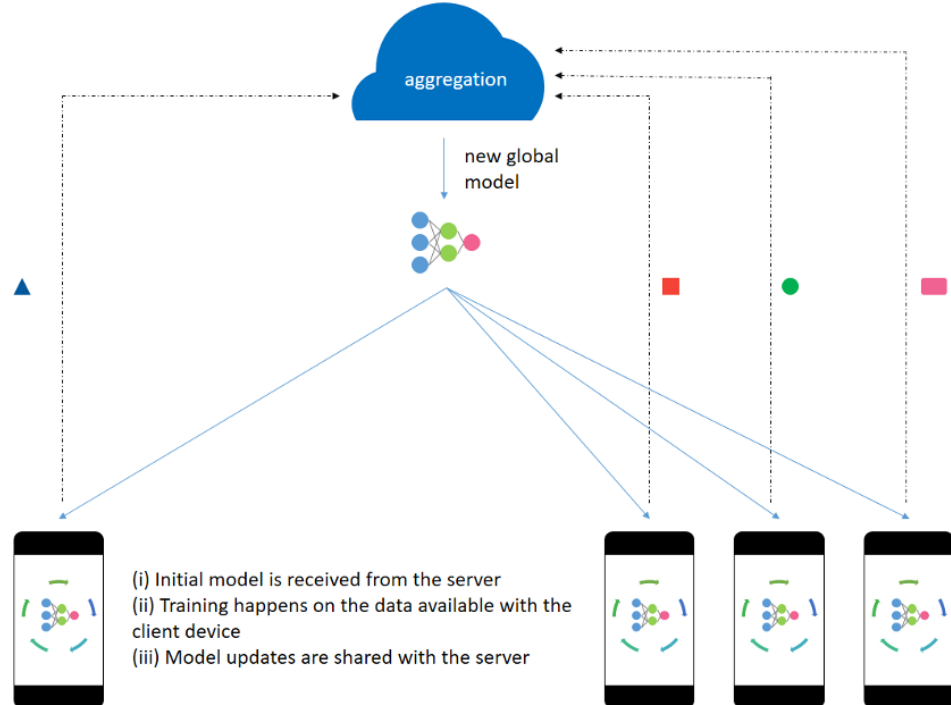 aggregation
new global
model
(i) Initial model is received from the server
(ii) Training happens on the data available with the
client device
(iii) Model updates are shared with the server